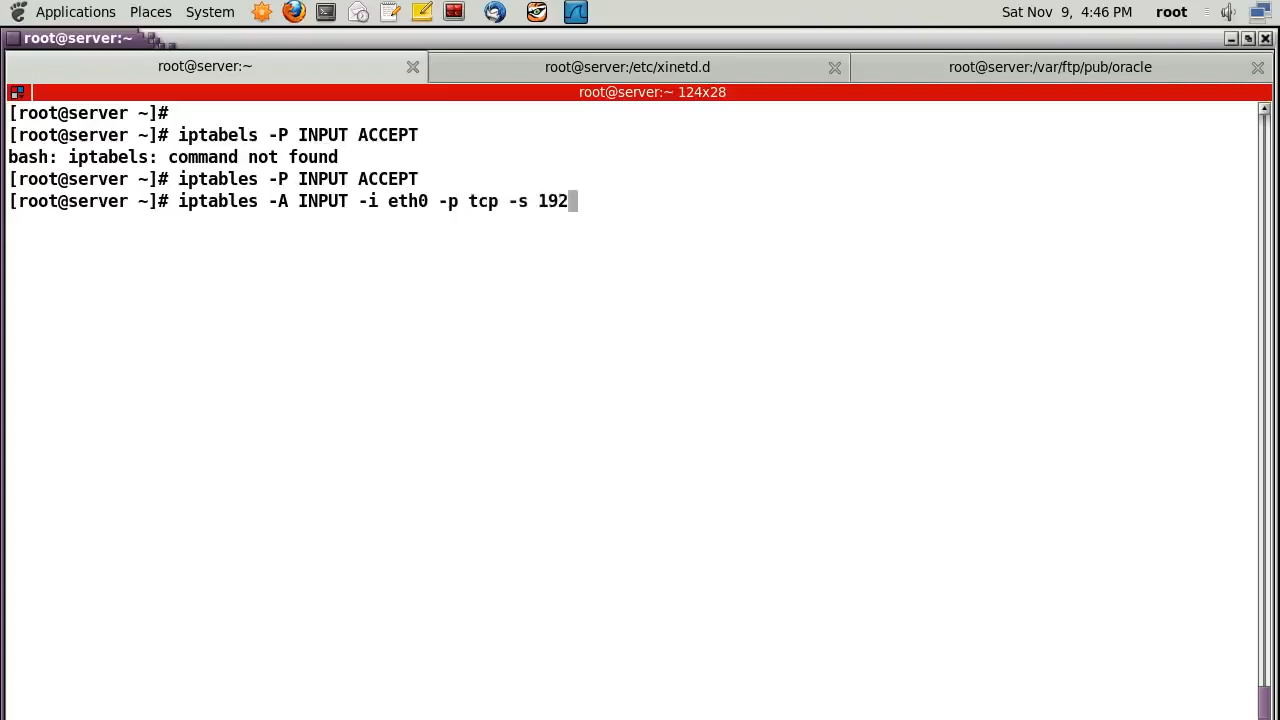 Applications Places System Sat Nov 9, 4:46 PM root
root@server:~
root@server:~ root@server:/etc/xinetd.d root@server:/var/ftp/pub/oracle
root@server:~ 124x28
[root@server ~]#
[root@server ~]# iptabels -P INPUT ACCEPT
bash: iptabels: command not found
[root@server ~]# iptables -P INPUT ACCEPT
[root@server ~]# iptables -A INPUT -i eth0 -p tcp -s 192